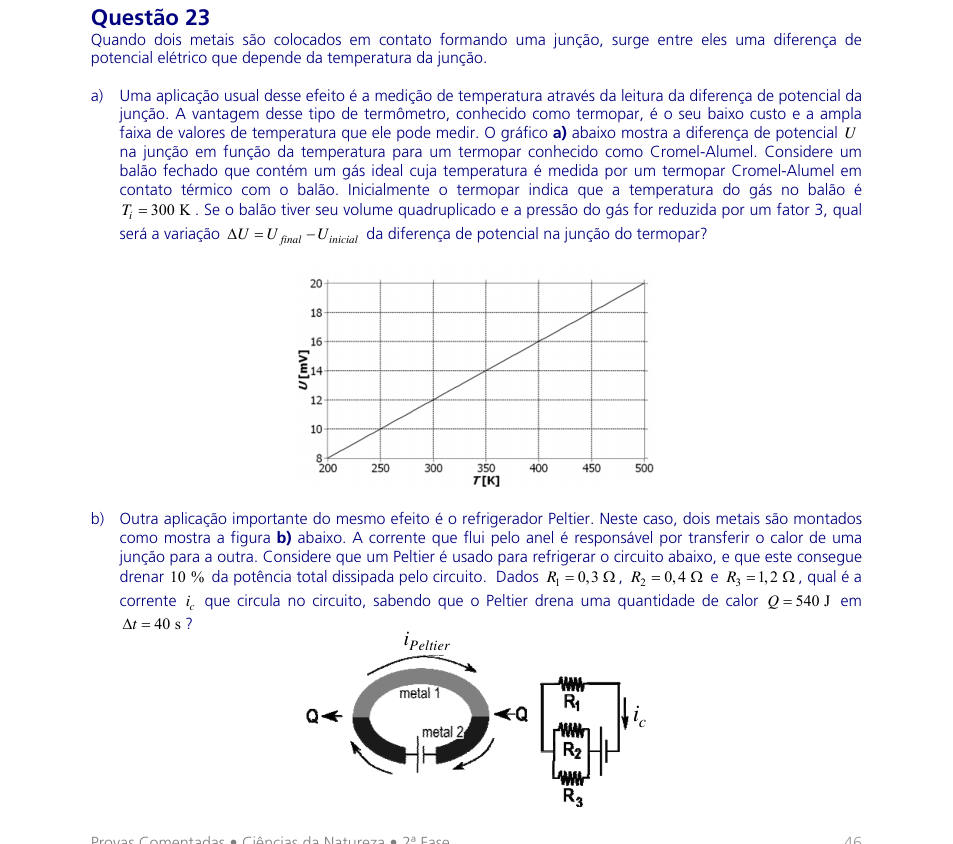 Questão 23
Quando dois metais são colocados em contato formando uma junção, surge entre eles uma diferença de
potencial elétrico que depende da temperatura da junção.
a) Uma aplicação usual desse efeito é a medição de temperatura através da leitura da diferença de potencial da
junção. A vantagem desse tipo de termômetro, conhecido como termopar, é o seu baixo custo e a ampla
faixa de valores de temperatura que ele pode medir. O gráfico a) abaixo mostra a diferença de potencial U
na junção em função da temperatura para um termopar conhecido como Cromel-Alumel. Considere um
balão fechado que contém um gás ideal cuja temperatura é medida por um termopar Cromel-Alumel em
contato térmico com o balão. Inicialmente o termopar indica que a temperatura do gás no balão é
T_i = 300 K . Se o balão tiver seu volume quadruplicado e a pressão do gás for reduzida por um fator 3, qual
será a variação ΔU = U_final − U_inicial da diferença de potencial na junção do termopar?
20
18
16
14
12
10
8
U [mV]
200 250 300 350 400 450 500
T [K]
b) Outra aplicação importante do mesmo efeito é o refrigerador Peltier. Neste caso, dois metais são montados
como mostra a figura b) abaixo. A corrente que flui pelo anel é responsável por transferir o calor de uma
junção para a outra. Considere que um Peltier é usado para refrigerar o circuito abaixo, e que este consegue
drenar 10 % da potência total dissipada pelo circuito. Dados R₁ = 0,3 Ω , R₂ = 0,4 Ω e R₃ = 1,2 Ω , qual é a
corrente i_c que circula no circuito, sabendo que o Peltier drena uma quantidade de calor Q = 540 J em
Δt = 40 s ?
i_Peltier
metal 1
Q
Q
metal 2
R₁
i_c
R₂
R₃
Provas Comentadas • Ciências da Natureza • 2ª Fase 46